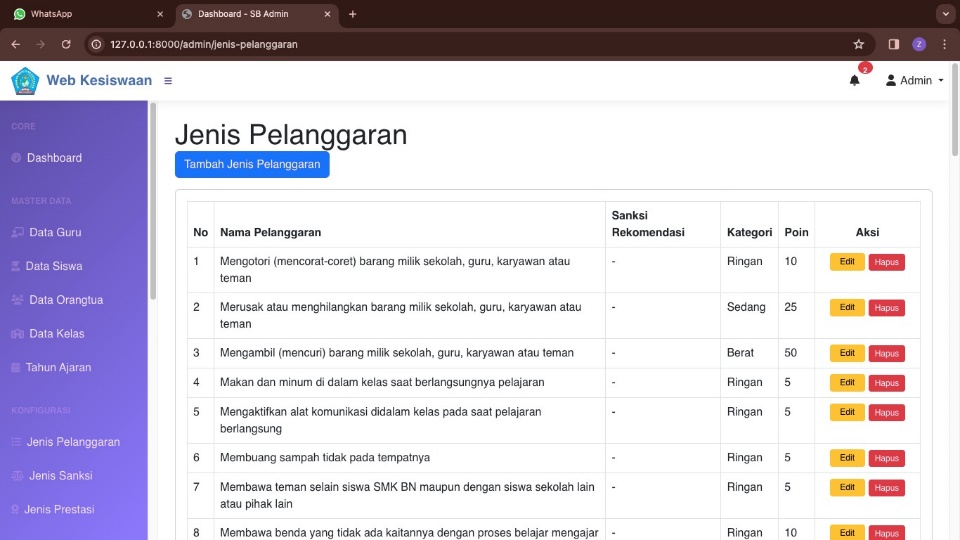 WhatsApp
Dashboard - SB Admin
127.0.0.1:8000/admin/jenis-pelanggaran
Z
Web Kesiswaan
2
Admin
CORE
Dashboard
MASTER DATA
Data Guru
Data Siswa
Data Orangtua
Data Kelas
Tahun Ajaran
KONFIGURASI
Jenis Pelanggaran
Jenis Sanksi
Jenis Prestasi
Jenis Pelanggaran
Tambah Jenis Pelanggaran
No Nama Pelanggaran Sanksi Rekomendasi Kategori Poin Aksi
1 Mengotori (mencorat-coret) barang milik sekolah, guru, karyawan atau - Ringan 10 Edit Hapus
teman
2 Merusak atau menghilangkan barang milik sekolah, guru, karyawan atau - Sedang 25 Edit Hapus
teman
3 Mengambil (mencuri) barang milik sekolah, guru, karyawan atau teman - Berat 50 Edit Hapus
4 Makan dan minum di dalam kelas saat berlangsungnya pelajaran - Ringan 5 Edit Hapus
5 Mengaktifkan alat komunikasi didalam kelas pada saat pelajaran - Ringan 5 Edit Hapus
berlangsung
6 Membuang sampah tidak pada tempatnya - Ringan 5 Edit Hapus
7 Membawa teman selain siswa SMK BN maupun dengan siswa sekolah lain - Ringan 5 Edit Hapus
atau pihak lain
8 Membawa benda yang tidak ada kaitannya dengan proses belajar mengajar - Ringan 10 Edit Hapus